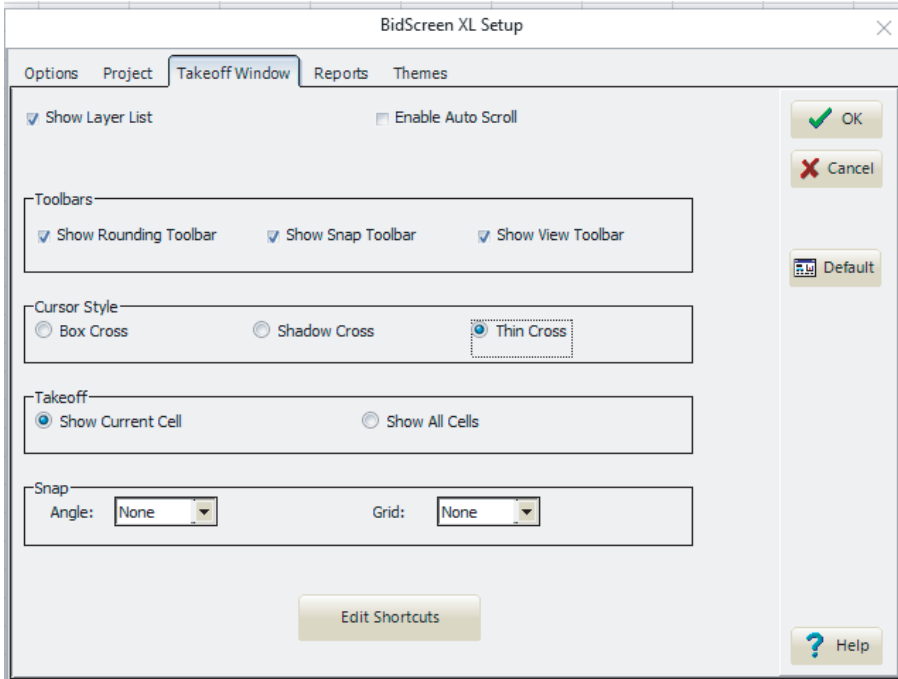 BidScreen XL Setup
Options Project Takeoff Window Reports Themes
Show Layer List Enable Auto Scroll
OK
Cancel
Toolbars
Show Rounding Toolbar Show Snap Toolbar Show View Toolbar
Default
Cursor Style
Box Cross Shadow Cross Thin Cross
Takeoff
Show Current Cell Show All Cells
Snap
Angle: None Grid: None
Edit Shortcuts
Help